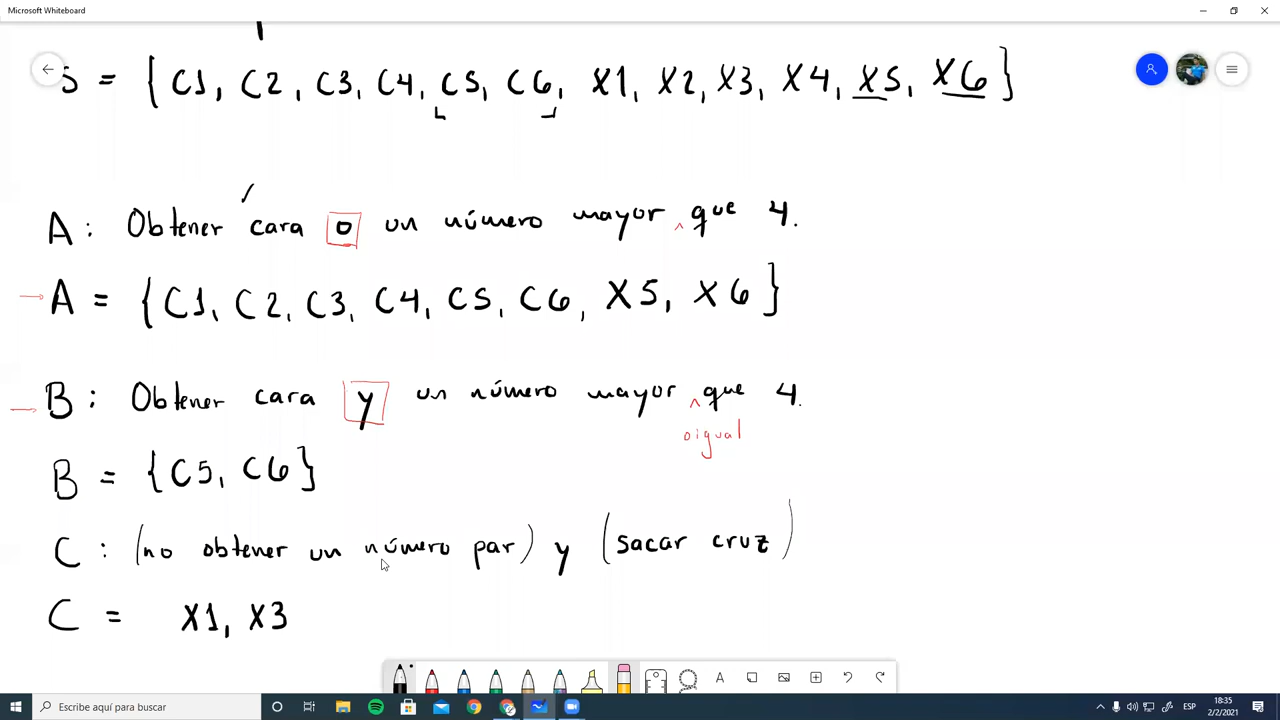 Microsoft Whiteboard
S = {C1, C2, C3, C4, C5, C6, X1, X2, X3, X4, X5, X6}
A: Obtener cara o un número mayor ^ que 4.
→ A = {C1, C2, C3, C4, C5, C6, X5, X6}
→ B: Obtener cara y un número mayor ^ que 4.
oigual
B = {C5, C6}
C: (no obtener un número par) y (sacar cruz)
C = X1, X3
A
Escribe aquí para buscar
ESP
18:35
2/2/2021